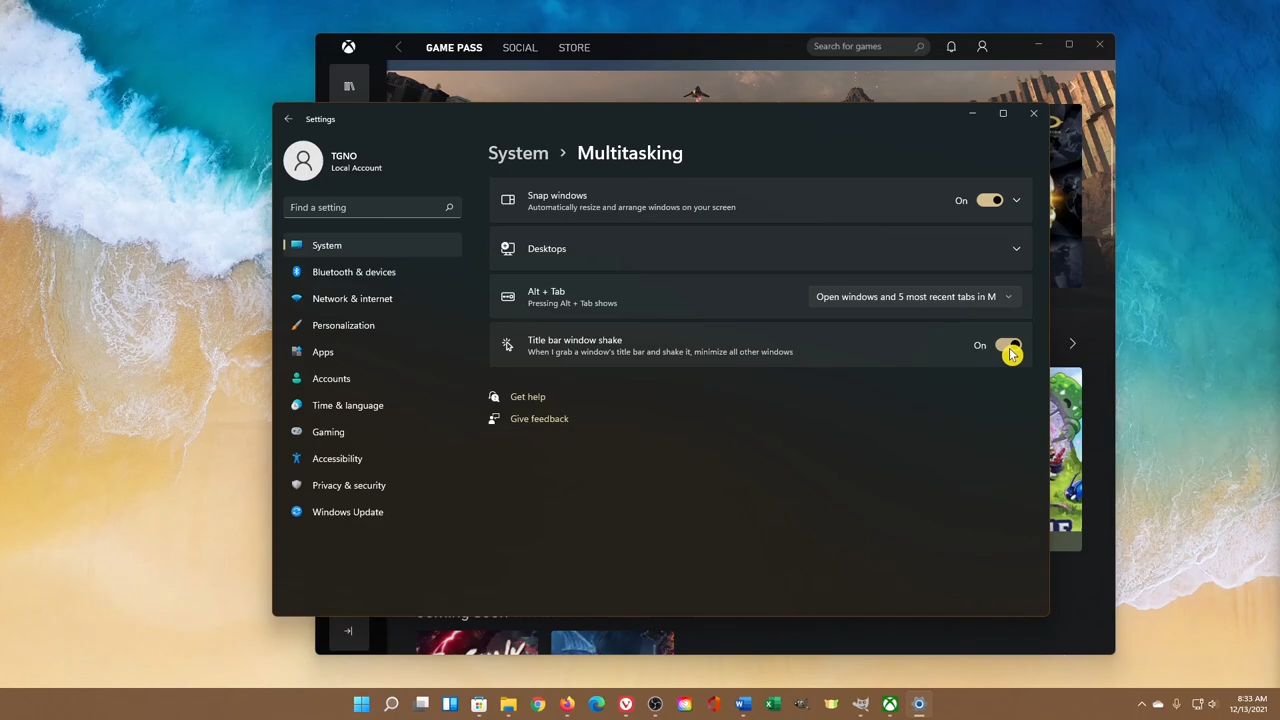 GAME PASS
SOCIAL
STORE
Search for games
Settings
TGNO
Local Account
Find a setting
System
Bluetooth & devices
Network & internet
Personalization
Apps
Accounts
Time & language
Gaming
Accessibility
Privacy & security
Windows Update
System > Multitasking
Snap windows
Automatically resize and arrange windows on your screen
On
Desktops
Alt + Tab
Pressing Alt + Tab shows
Open windows and 5 most recent tabs in M
Title bar window shake
When I grab a window's title bar and shake it, minimize all other windows
On
Get help
Give feedback
8:33 AM
12/13/2021